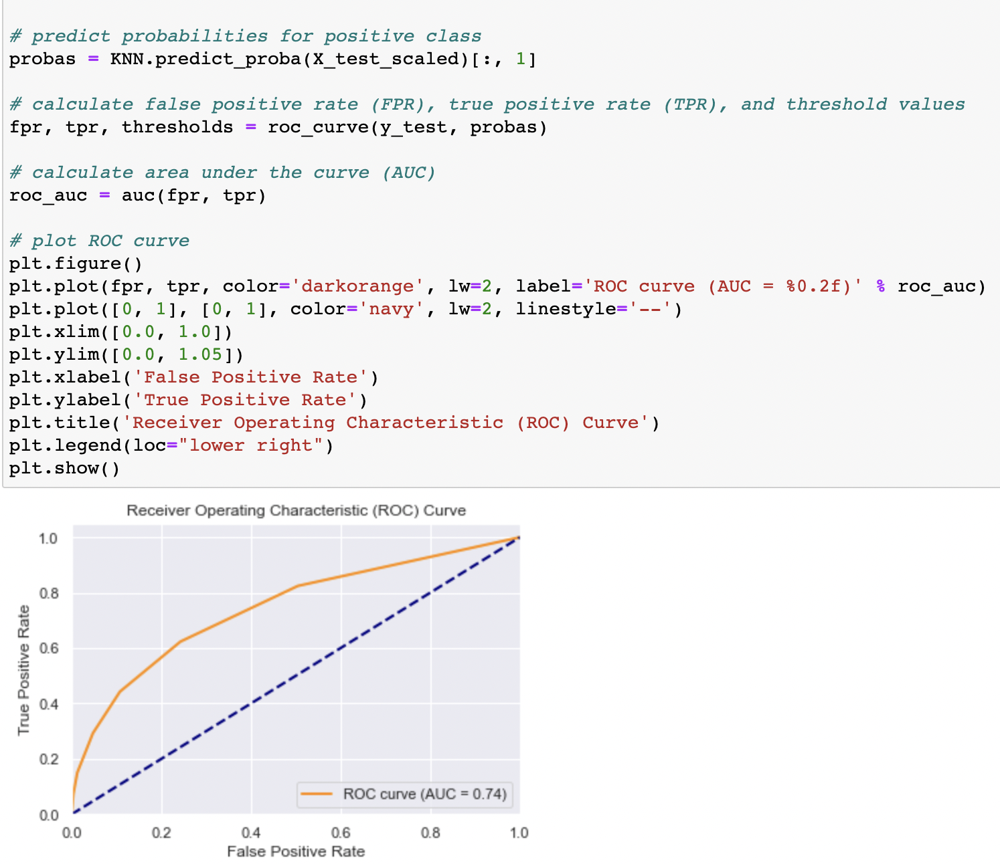 # predict probabilities for positive class
probas = KNN.predict_proba(X_test_scaled)[:, 1]
# calculate false positive rate (FPR), true positive rate (TPR), and threshold values
fpr, tpr, thresholds = roc_curve(y_test, probas)
# calculate area under the curve (AUC)
roc_auc = auc(fpr, tpr)
# plot ROC curve
plt.figure()
plt.plot(fpr, tpr, color='darkorange', lw=2, label='ROC curve (AUC = %0.2f)' % roc_auc)
plt.plot([0, 1], [0, 1], color='navy', lw=2, linestyle='--')
plt.xlim([0.0, 1.0])
plt.ylim([0.0, 1.05])
plt.xlabel('False Positive Rate')
plt.ylabel('True Positive Rate')
plt.title('Receiver Operating Characteristic (ROC) Curve')
plt.legend(loc="lower right")
plt.show()
Receiver Operating Characteristic (ROC) Curve
1.0
0.8
0.6
0.4
0.2
0.0
True Positive Rate
ROC curve (AUC = 0.74)
0.0 0.2 0.4 0.6 0.8 1.0
False Positive Rate